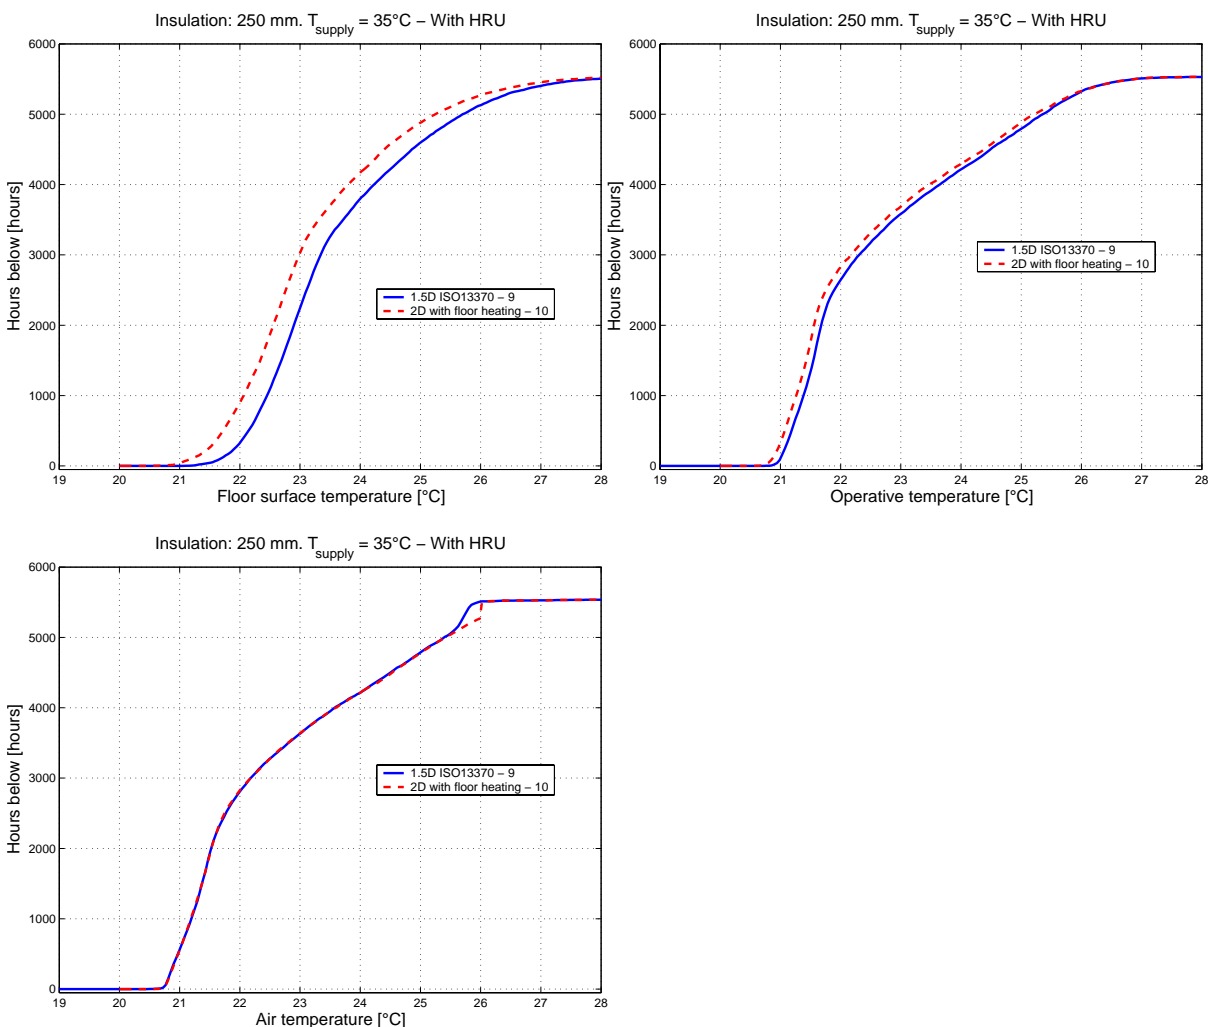 Insulation: 250 mm. Tsupply = 35°C – With HRU
6000
5000
4000
3000
2000
1000
0
Hours below [hours]
1.5D ISO13370 – 9
2D with floor heating – 10
19 20 21 22 23 24 25 26 27 28
Floor surface temperature [°C]
Insulation: 250 mm. Tsupply = 35°C – With HRU
6000
5000
4000
3000
2000
1000
0
Hours below [hours]
1.5D ISO13370 – 9
2D with floor heating – 10
19 20 21 22 23 24 25 26 27 28
Operative temperature [°C]
Insulation: 250 mm. Tsupply = 35°C – With HRU
6000
5000
4000
3000
2000
1000
0
Hours below [hours]
1.5D ISO13370 – 9
2D with floor heating – 10
19 20 21 22 23 24 25 26 27 28
Air temperature [°C]